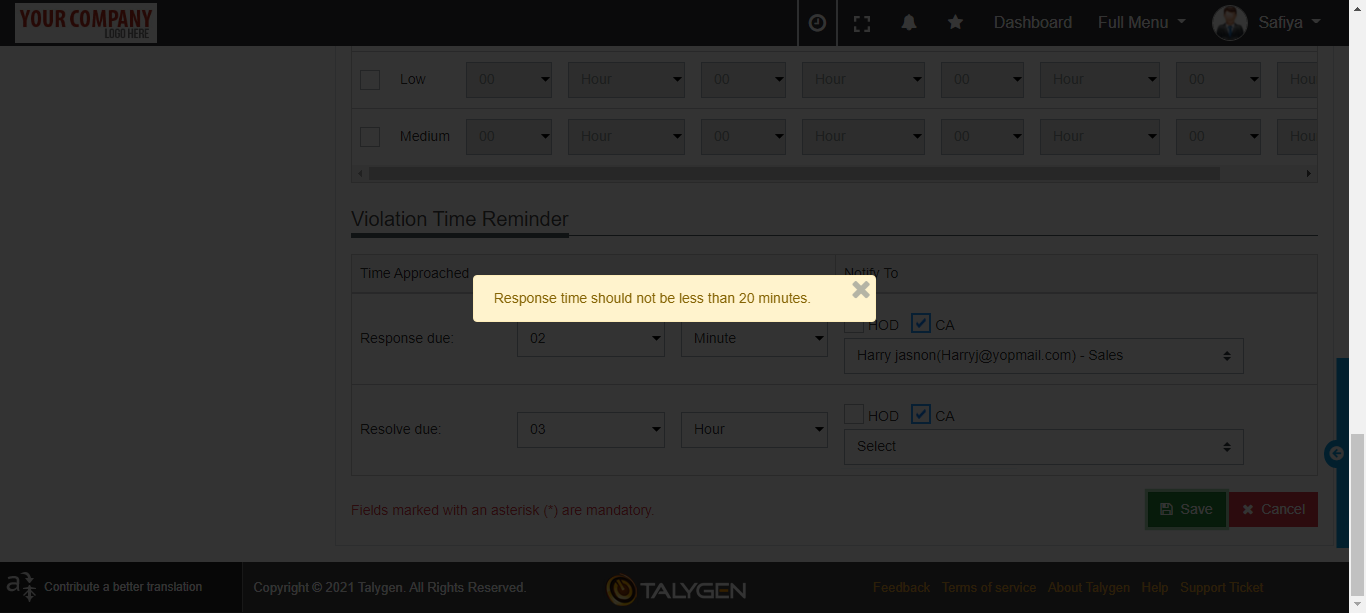 YOUR COMPANY
LOGO HERE
Dashboard Full Menu Safiya
Low 00 Hour 00 Hour 00 Hour 00 Hou
Medium 00 Hour 00 Hour 00 Hour 00 Hou
Violation Time Reminder
Time Approached Notify To
Response time should not be less than 20 minutes.
HOD CA
Response due: 02 Minute
Harry jasnon(Harryj@yopmail.com) - Sales
HOD CA
Resolve due: 03 Hour
Select
Fields marked with an asterisk (*) are mandatory.
Save Cancel
Contribute a better translation Copyright © 2021 Talygen. All Rights Reserved. TALYGEN Feedback Terms of service About Talygen Help Support Ticket